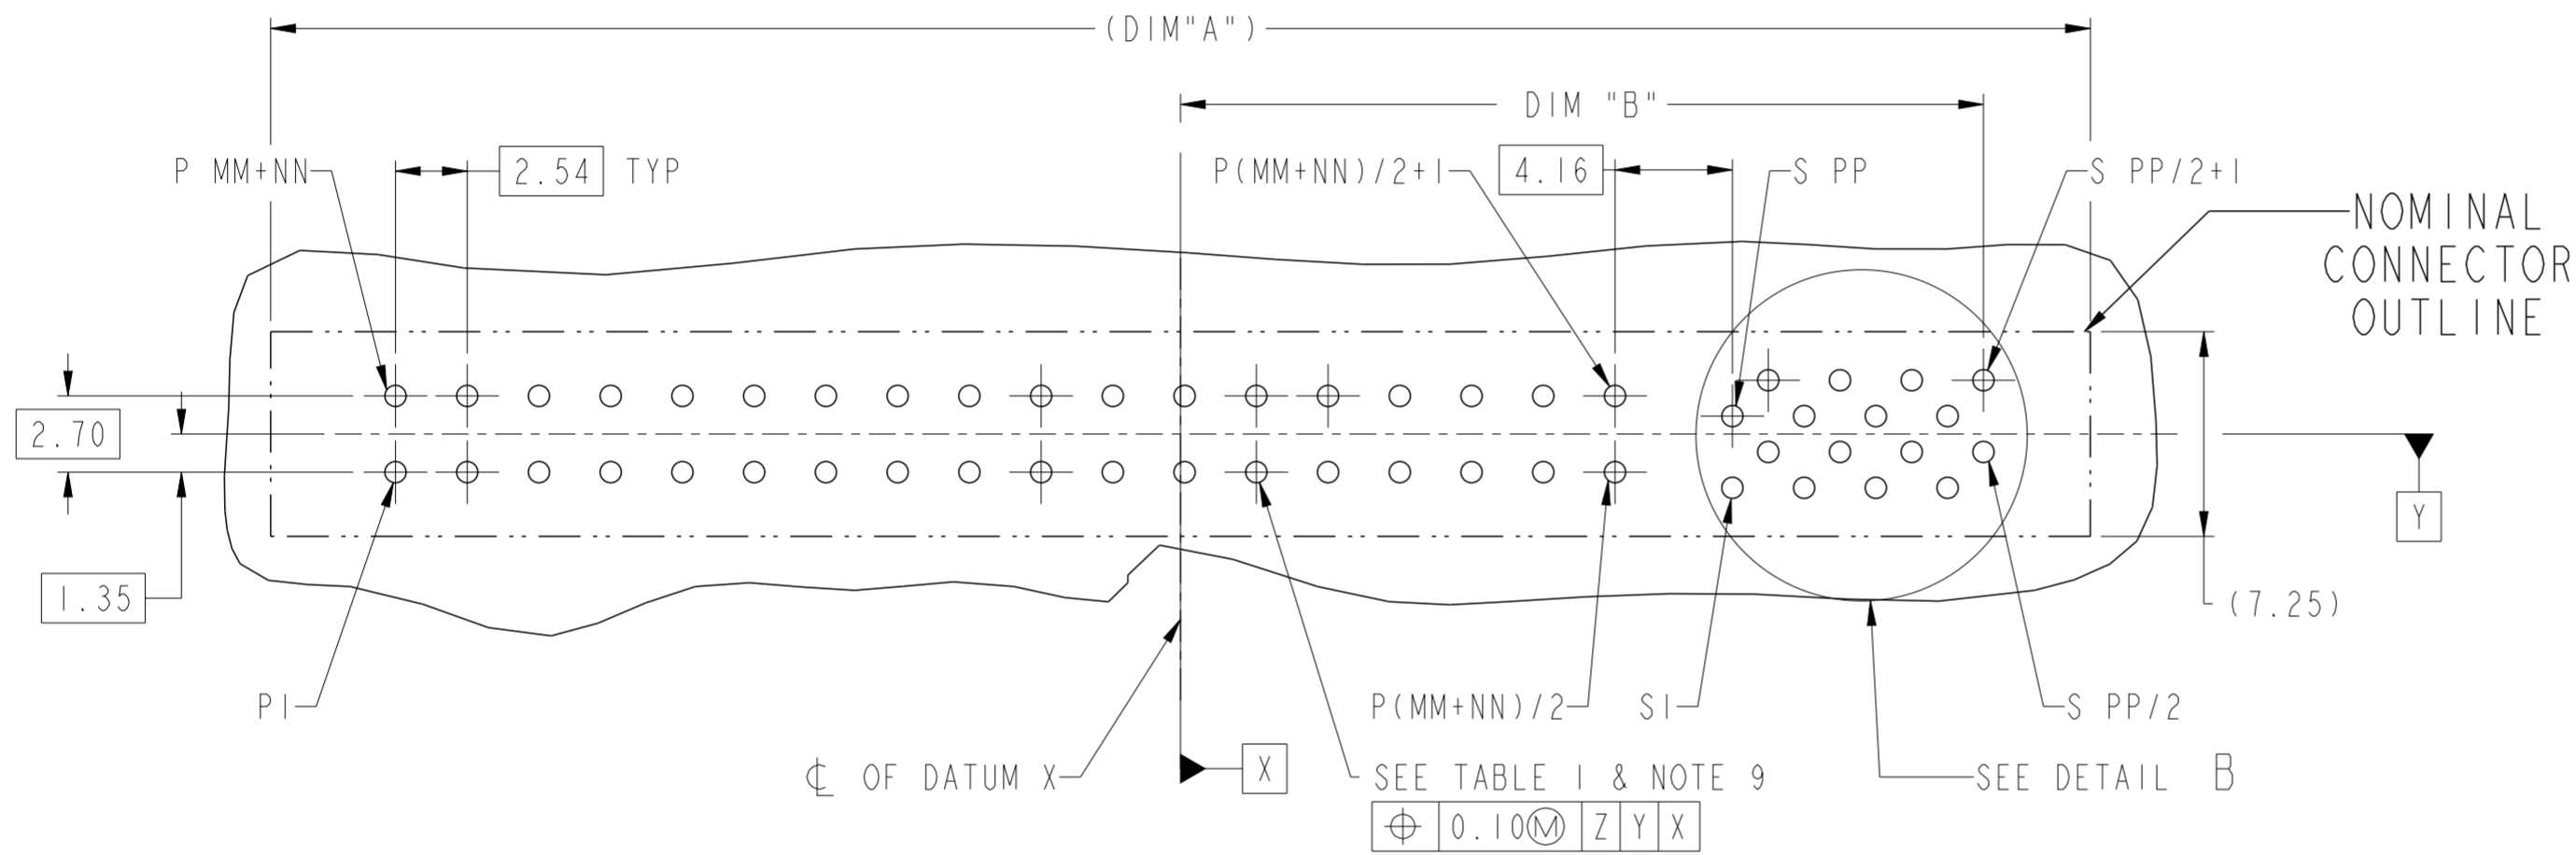 (DIM"A")
DIM "B"
P MM+NN
2.54 TYP
P(MM+NN)/2+1
4.16
S PP
S PP/2+1
NOMINAL
CONNECTOR
OUTLINE
2.70
Y
1.35
(7.25)
P1
P(MM+NN)/2
S1
S PP/2
℄ OF DATUM X
X
SEE TABLE 1 & NOTE 9
SEE DETAIL B
⌖ 0.10Ⓜ Z Y X